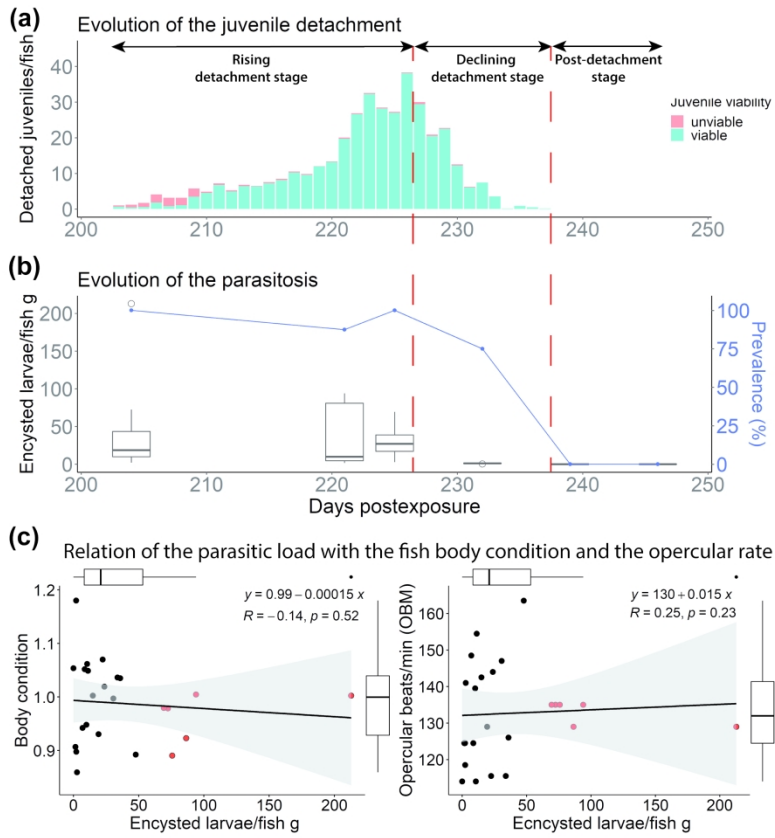 (a) Evolution of the juvenile detachment
Rising
detachment stage
Declining
detachment stage
Post-detachment
stage
Detached juveniles/fish
40
30
20
10
0
Juvenile viability
unviable
viable
200 210 220 230 240 250
(b) Evolution of the parasitosis
Encysted larvae/fish g
200
150
100
50
0
100
75
50
25
0
Prevalence (%)
200 210 220 230 240 250
Days postexposure
(c) Relation of the parasitic load with the fish body condition and the opercular rate
y = 0.99 − 0.00015 x
R = −0.14, p = 0.52
Body condition
1.2
1.1
1.0
0.9
0 50 100 150 200
Encysted larvae/fish g
y = 130 + 0.015 x
R = 0.25, p = 0.23
Opercular beats/min (OBM)
160
150
140
130
120
0 50 100 150 200
Ecncysted larvae/fish g